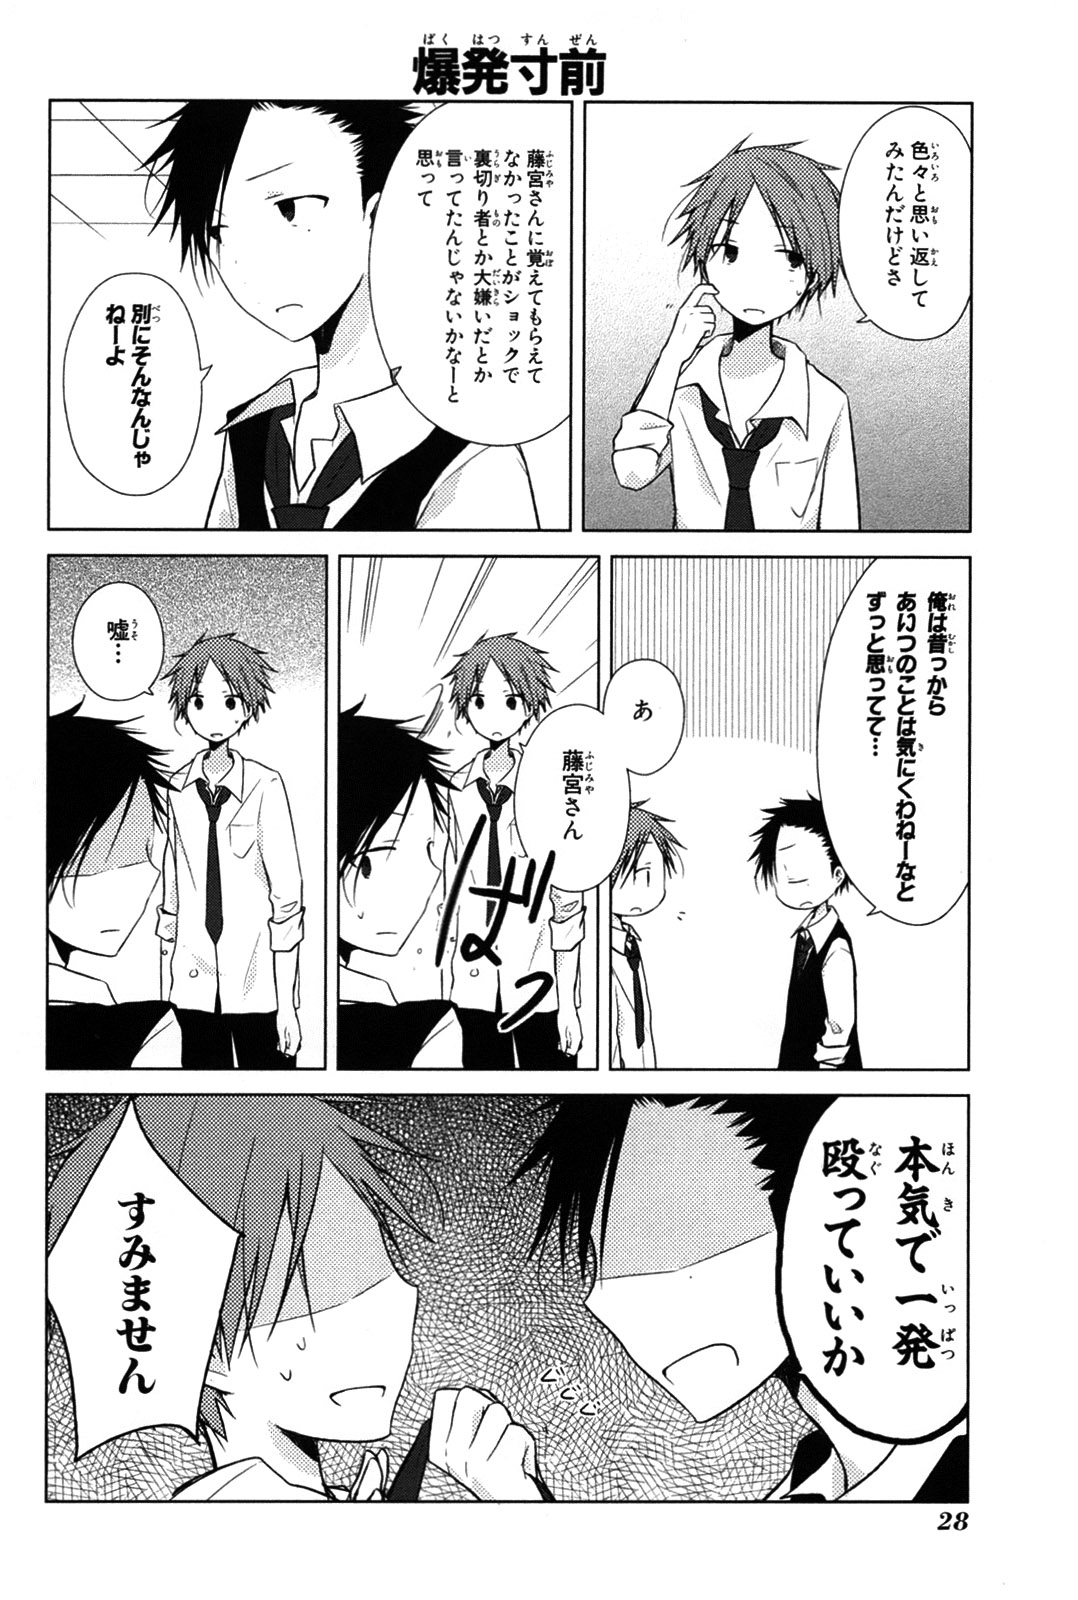 爆発寸前
色々と思い返して
みたんだけどさ
藤宮さんに覚えてもらえて
なかったことがショックで
裏切り者とか大嫌いだとか
言ってたんじゃないかなーと
思って
別にそんなんじゃ
ねーよ
俺は昔っから
あいつのことは気にくわねーなと
ずっと思ってて…
あ
藤宮さん
ばっ
嘘…
本気で一発
殴っていいか
ぐぐぐ
すみません
28